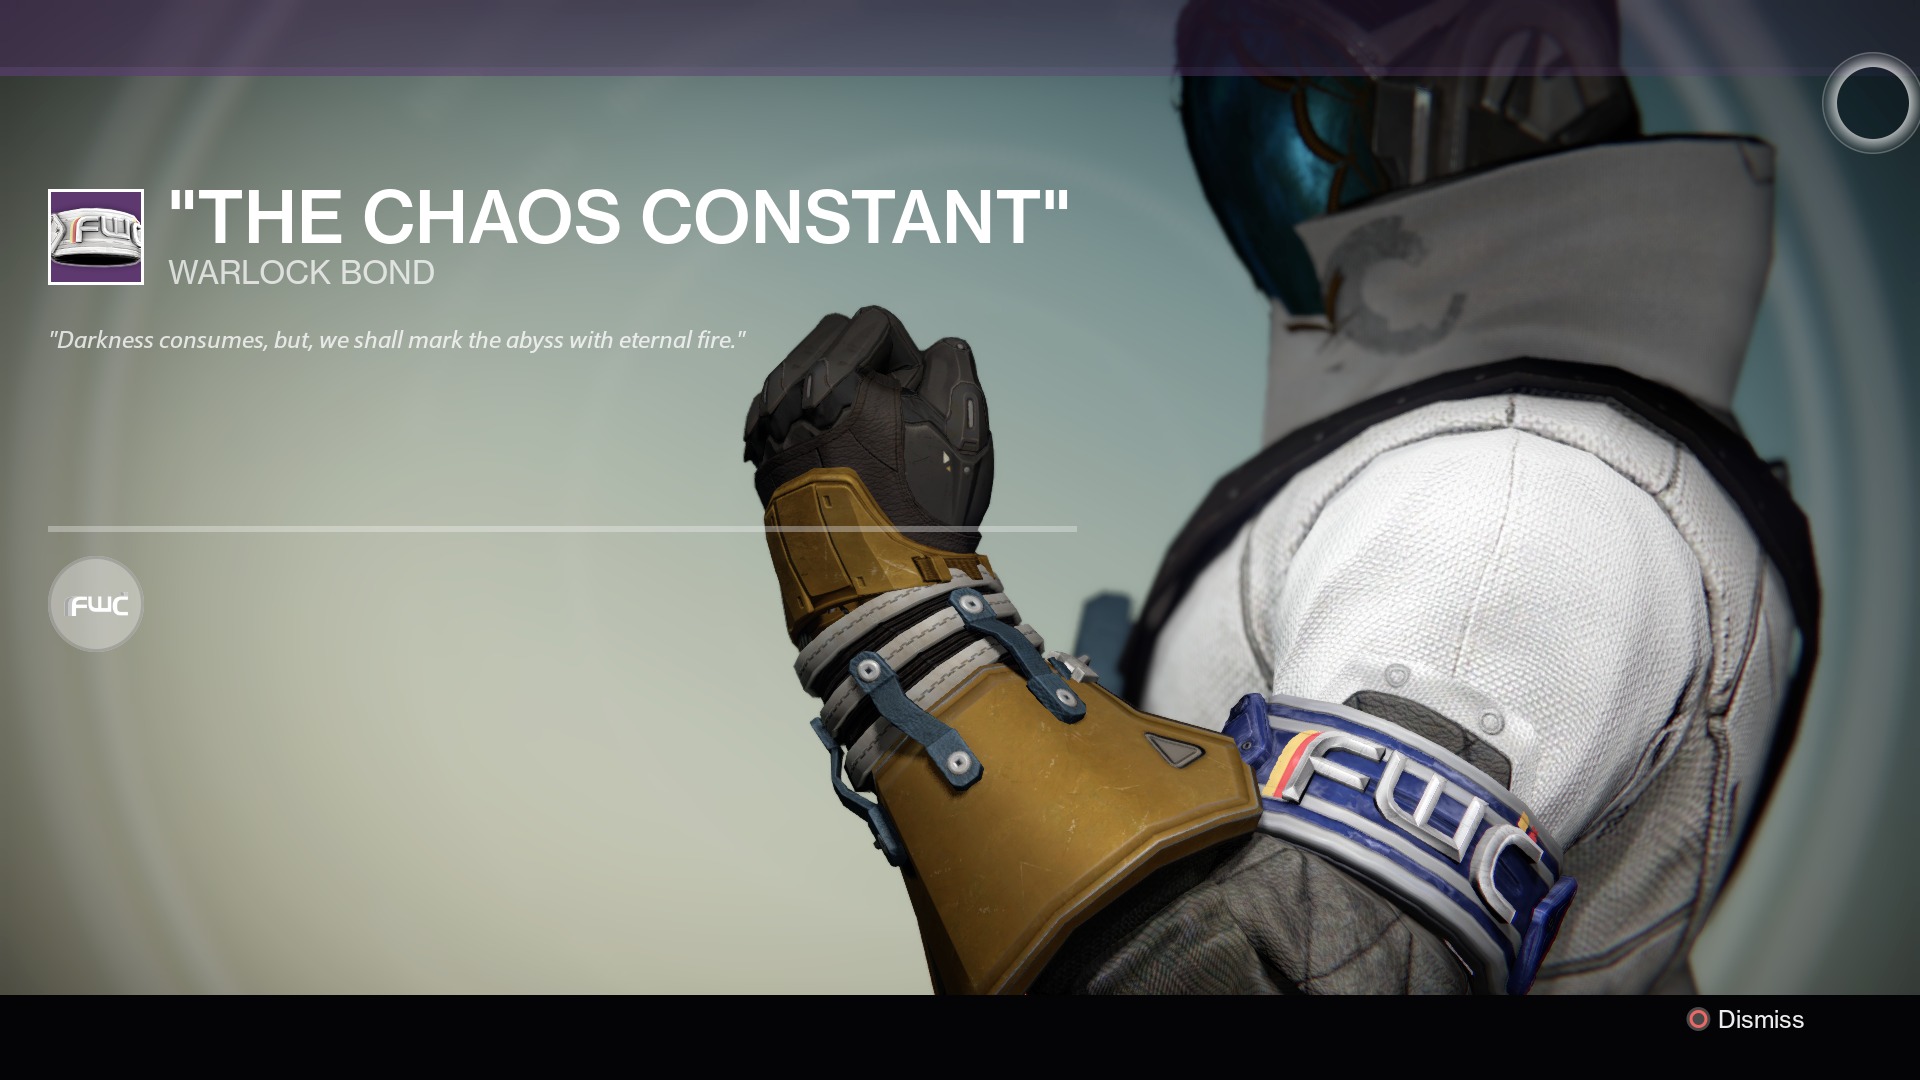 "THE CHAOS CONSTANT"
WARLOCK BOND
"Darkness consumes, but, we shall mark the abyss with eternal fire."
FWC
FWC
FWC
Dismiss